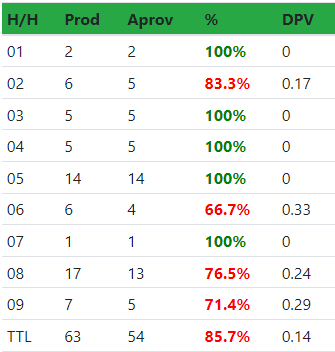 H/H Prod Aprov % DPV
01 2 2 100% 0
02 6 5 83.3% 0.17
03 5 5 100% 0
04 5 5 100% 0
05 14 14 100% 0
06 6 4 66.7% 0.33
07 1 1 100% 0
08 17 13 76.5% 0.24
09 7 5 71.4% 0.29
TTL 63 54 85.7% 0.14